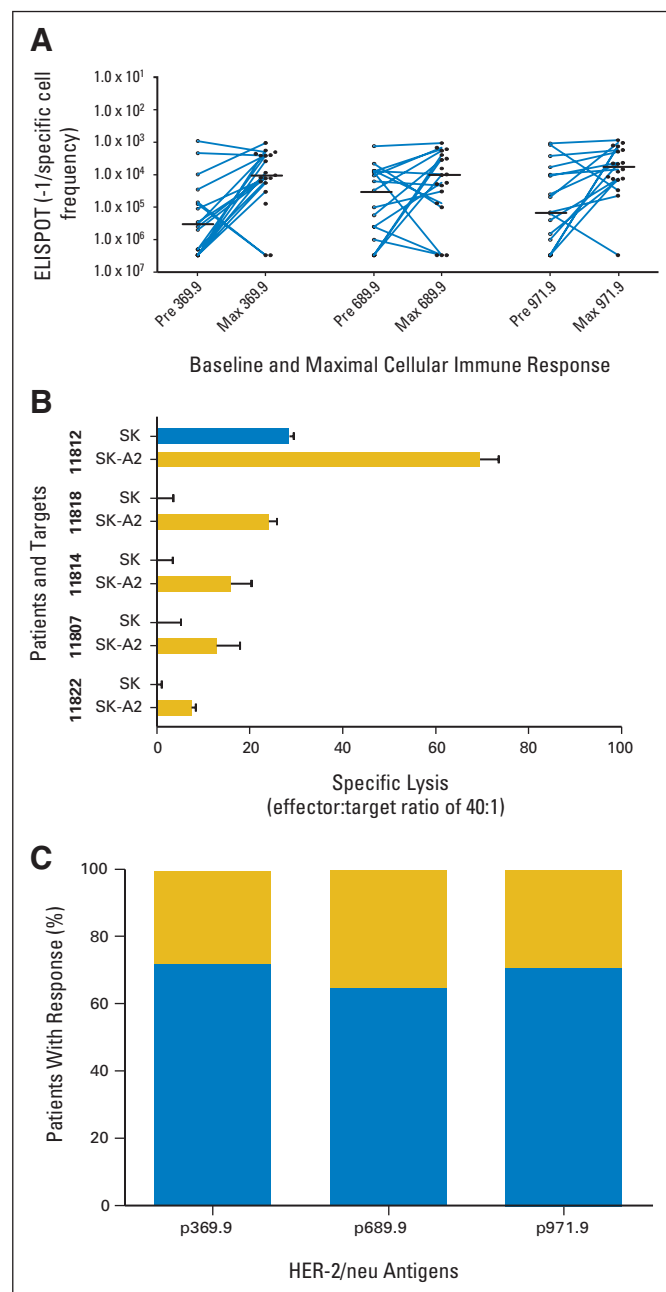 A
ELISPOT (-1/specific cell
frequency)
1.0 x 10¹
1.0 x 10²
1.0 x 10³
1.0 x 10⁴
1.0 x 10⁵
1.0 x 10⁶
1.0 x 10⁷
Pre 369.9
Max 369.9
Pre 689.9
Max 689.9
Pre 971.9
Max 971.9
Baseline and Maximal Cellular Immune Response
B
Patients and Targets
11812
SK
SK-A2
11818
SK
SK-A2
11814
SK
SK-A2
11807
SK
SK-A2
11822
SK
SK-A2
0 20 40 60 80 100
Specific Lysis
(effector:target ratio of 40:1)
C
Patients With Response (%)
100
80
60
40
20
0
p369.9 p689.9 p971.9
HER-2/neu Antigens